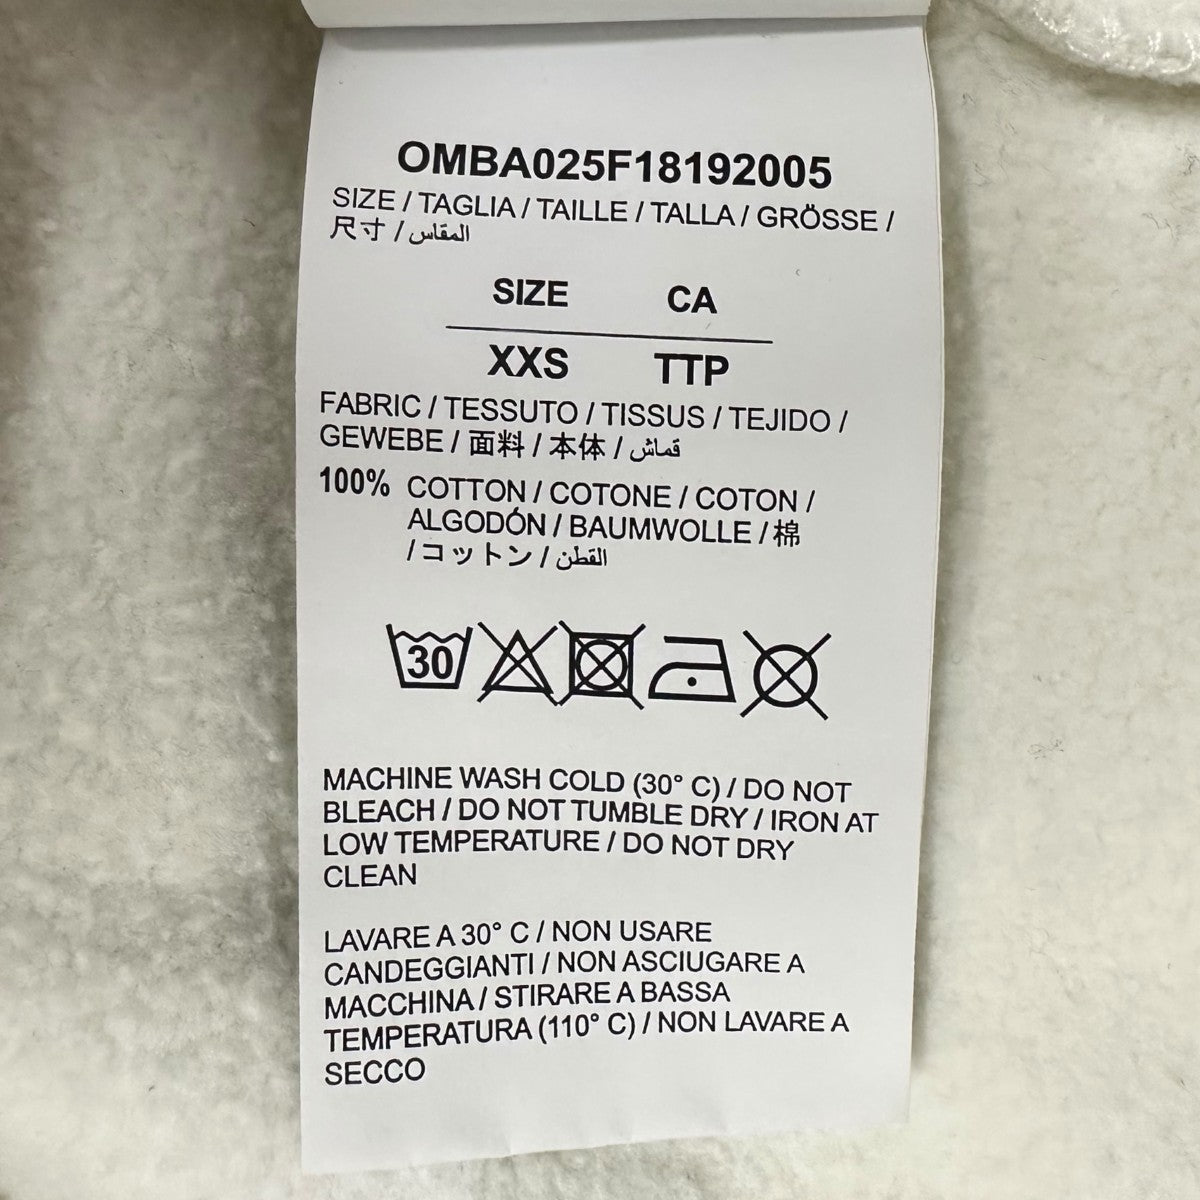 OMBA025F18192005
SIZE / TAGLIA / TAILLE / TALLA / GRÖSSE /
尺寸 / المقاس
SIZE CA
XXS TTP
FABRIC / TESSUTO / TISSUS / TEJIDO /
GEWEBE / 面料 / 本体 / قماش
100% COTTON / COTONE / COTON /
ALGODÓN / BAUMWOLLE / 棉
/ コットン / القطن
30
MACHINE WASH COLD (30° C) / DO NOT
BLEACH / DO NOT TUMBLE DRY / IRON AT
LOW TEMPERATURE / DO NOT DRY
CLEAN
LAVARE A 30° C / NON USARE
CANDEGGIANTI / NON ASCIUGARE A
MACCHINA / STIRARE A BASSA
TEMPERATURA (110° C) / NON LAVARE A
SECCO